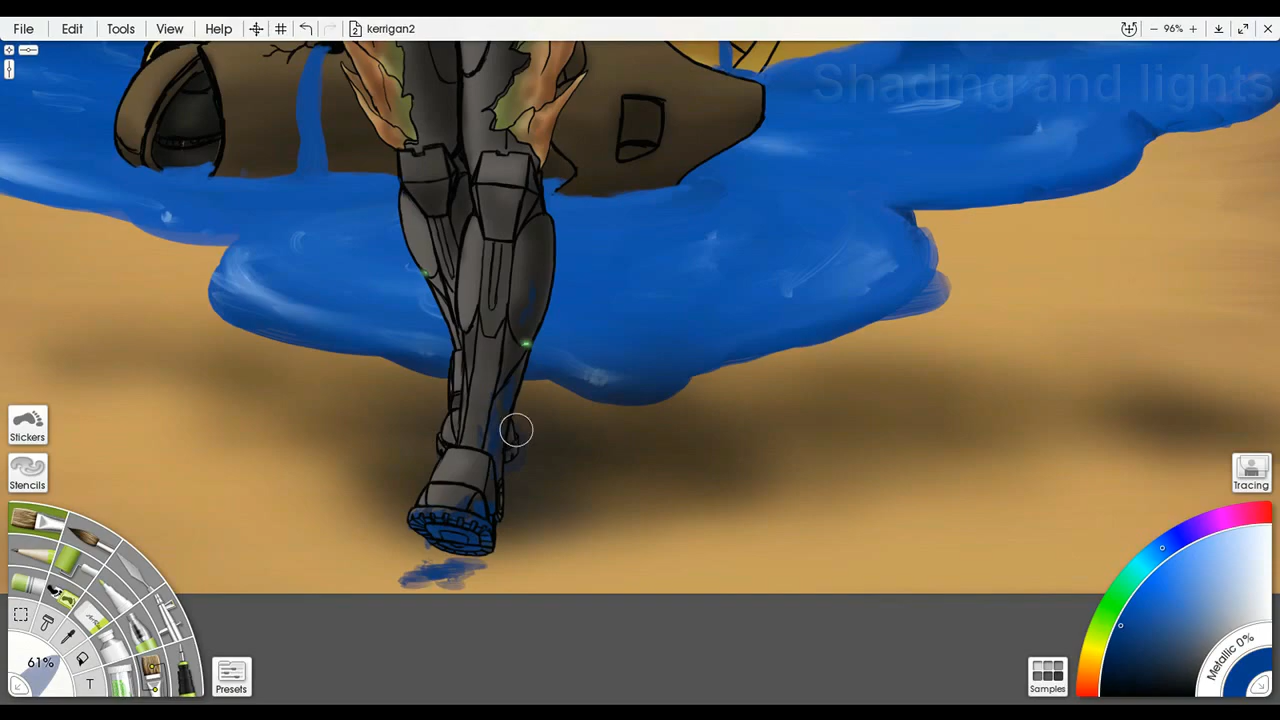 File Edit Tools View Help kerrigan2 96%
Shading and lights
Stickers
Stencils
Tracing
61%
T
Presets
Samples
Metallic 0%